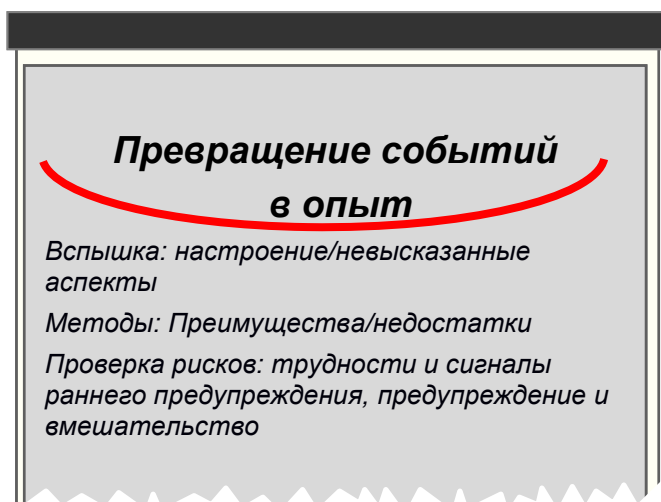 Превращение событий
в опыт
Вспышка: настроение/невысказанные
аспекты
Методы: Преимущества/недостатки
Проверка рисков: трудности и сигналы
раннего предупреждения, предупреждение и
вмешательство